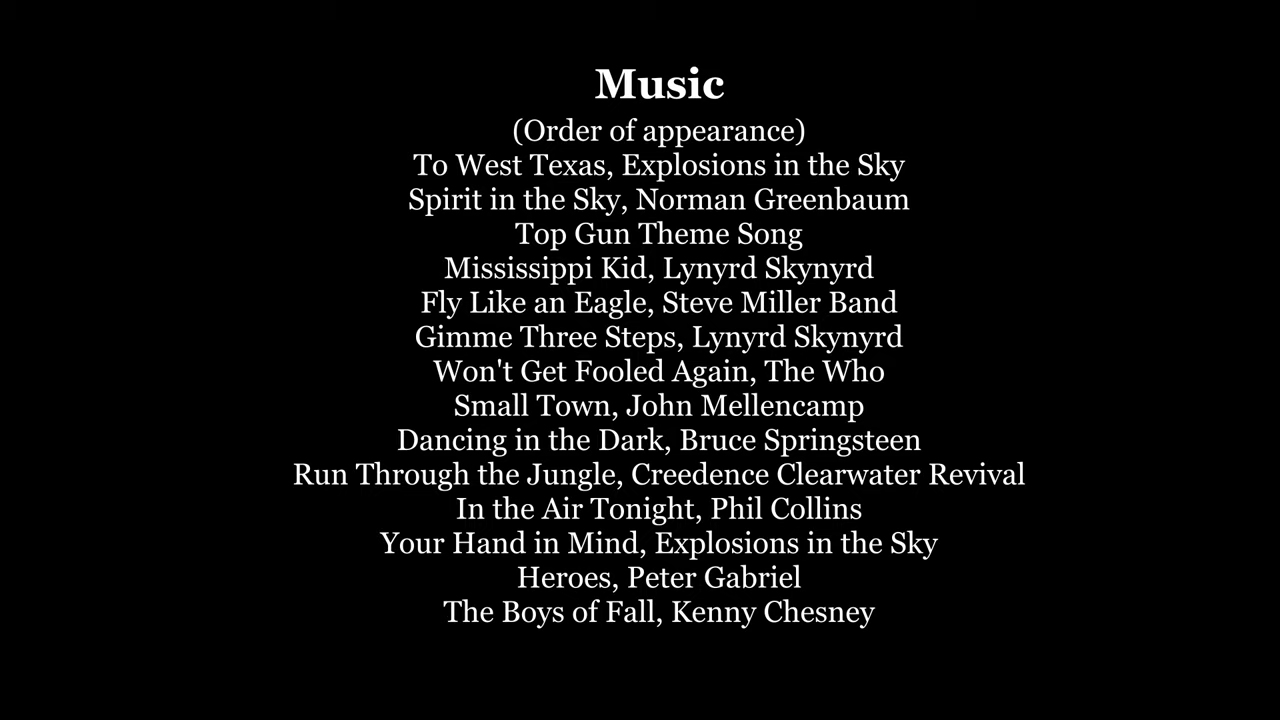 Music
(Order of appearance)
To West Texas, Explosions in the Sky
Spirit in the Sky, Norman Greenbaum
Top Gun Theme Song
Mississippi Kid, Lynyrd Skynyrd
Fly Like an Eagle, Steve Miller Band
Gimme Three Steps, Lynyrd Skynyrd
Won't Get Fooled Again, The Who
Small Town, John Mellencamp
Dancing in the Dark, Bruce Springsteen
Run Through the Jungle, Creedence Clearwater Revival
In the Air Tonight, Phil Collins
Your Hand in Mind, Explosions in the Sky
Heroes, Peter Gabriel
The Boys of Fall, Kenny Chesney